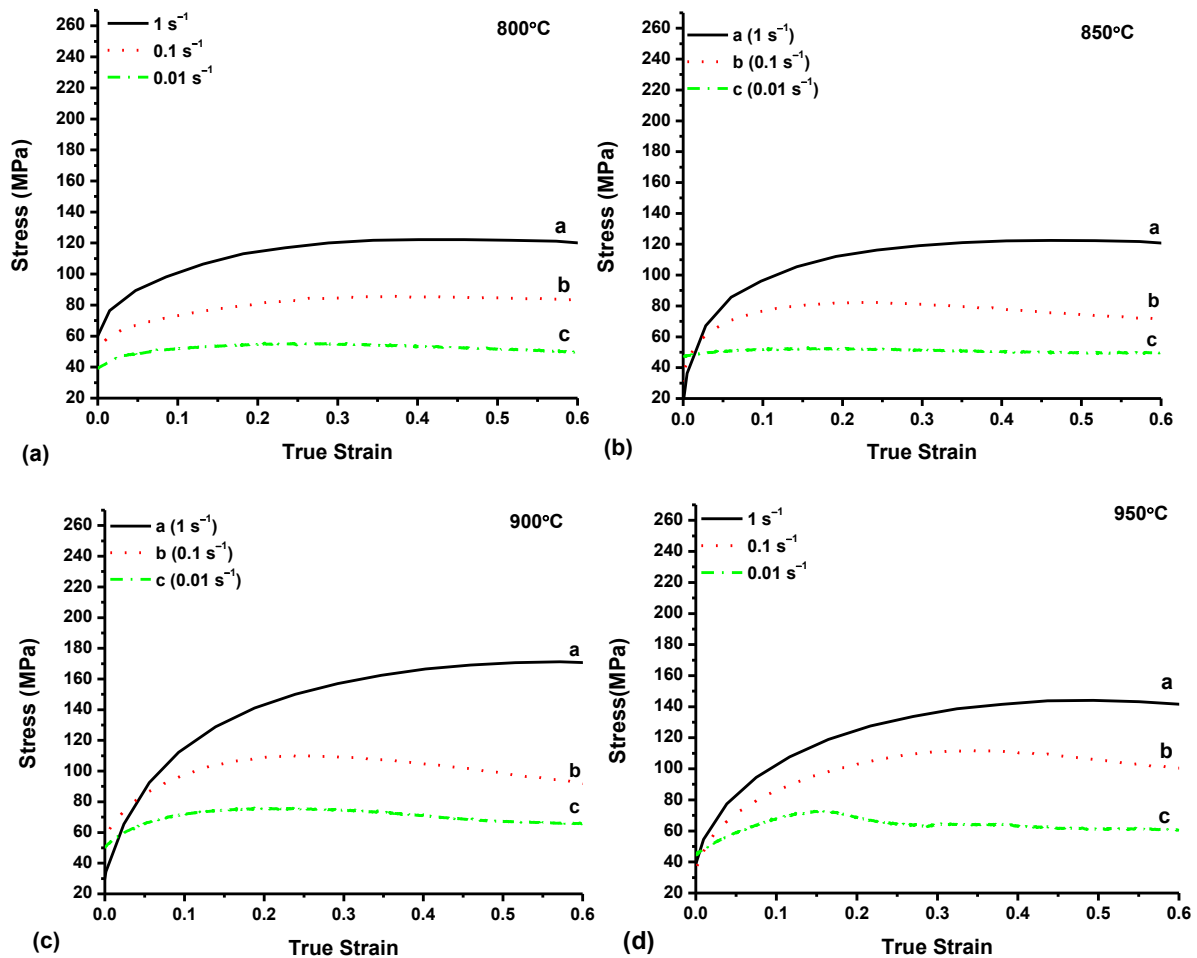 800°C
1 s⁻¹
0.1 s⁻¹
0.01 s⁻¹
260
240
220
200
180
160
140
120
100
80
60
40
20
Stress (MPa)
a
b
c
0.0 0.1 0.2 0.3 0.4 0.5 0.6
True Strain
(a)
850°C
a (1 s⁻¹)
b (0.1 s⁻¹)
c (0.01 s⁻¹)
260
240
220
200
180
160
140
120
100
80
60
40
20
Stress (MPa)
a
b
c
0.0 0.1 0.2 0.3 0.4 0.5 0.6
True Strain
(b)
900°C
a (1 s⁻¹)
b (0.1 s⁻¹)
c (0.01 s⁻¹)
260
240
220
200
180
160
140
120
100
80
60
40
20
Stress (MPa)
a
b
c
0.0 0.1 0.2 0.3 0.4 0.5 0.6
True Strain
(c)
950°C
1 s⁻¹
0.1 s⁻¹
0.01 s⁻¹
260
240
220
200
180
160
140
120
100
80
60
40
20
Stress(MPa)
a
b
c
0.0 0.1 0.2 0.3 0.4 0.5 0.6
True Strain
(d)